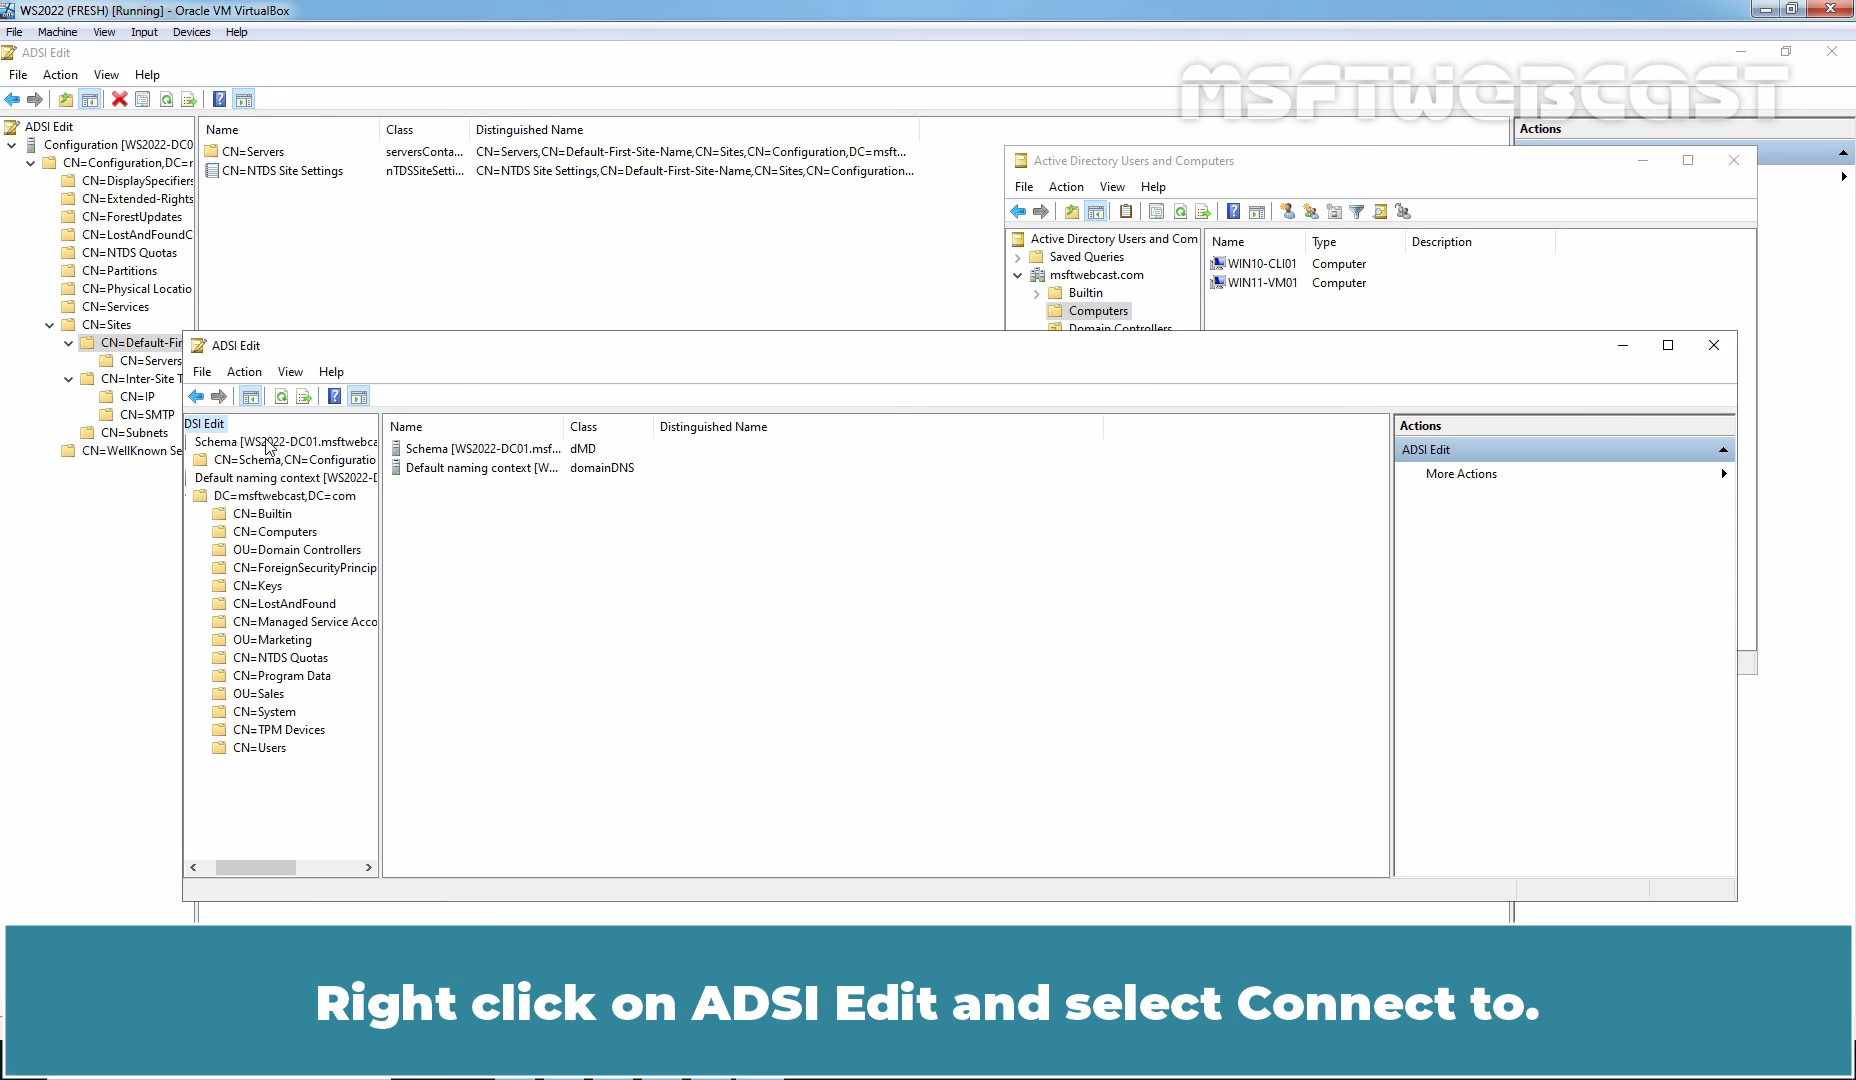 WS2022 (FRESH) [Running] - Oracle VM VirtualBox
File Machine View Input Devices Help
ADSI Edit
File Action View Help
MSFTWEBCAST
ADSI Edit
Configuration [WS2022-DC0
CN=Configuration,DC=r
CN=DisplaySpecifiers
CN=Extended-Rights
CN=ForestUpdates
CN=LostAndFoundC
CN=NTDS Quotas
CN=Partitions
CN=Physical Locatio
CN=Services
CN=Sites
CN=Default-Fir
CN=Servers
CN=Inter-Site T
CN=IP
CN=SMTP
CN=Subnets
CN=WellKnown Se
Name Class Distinguished Name
CN=Servers serversConta... CN=Servers,CN=Default-First-Site-Name,CN=Sites,CN=Configuration,DC=msft...
CN=NTDS Site Settings nTDSSiteSetti... CN=NTDS Site Settings,CN=Default-First-Site-Name,CN=Sites,CN=Configuration...
Actions
Active Directory Users and Computers
File Action View Help
Active Directory Users and Com
Saved Queries
msftwebcast.com
Builtin
Computers
Domain Controllers
Name Type Description
WIN10-CLI01 Computer
WIN11-VM01 Computer
ADSI Edit
File Action View Help
DSI Edit
Schema [WS2022-DC01.msftwebca
CN=Schema,CN=Configuratio
Default naming context [WS2022-D
DC=msftwebcast,DC=com
CN=Builtin
CN=Computers
OU=Domain Controllers
CN=ForeignSecurityPrincip
CN=Keys
CN=LostAndFound
CN=Managed Service Acco
OU=Marketing
CN=NTDS Quotas
CN=Program Data
OU=Sales
CN=System
CN=TPM Devices
CN=Users
Name Class Distinguished Name
Schema [WS2022-DC01.msf... dMD
Default naming context [W... domainDNS
Actions
ADSI Edit
More Actions
Right click on ADSI Edit and select Connect to.